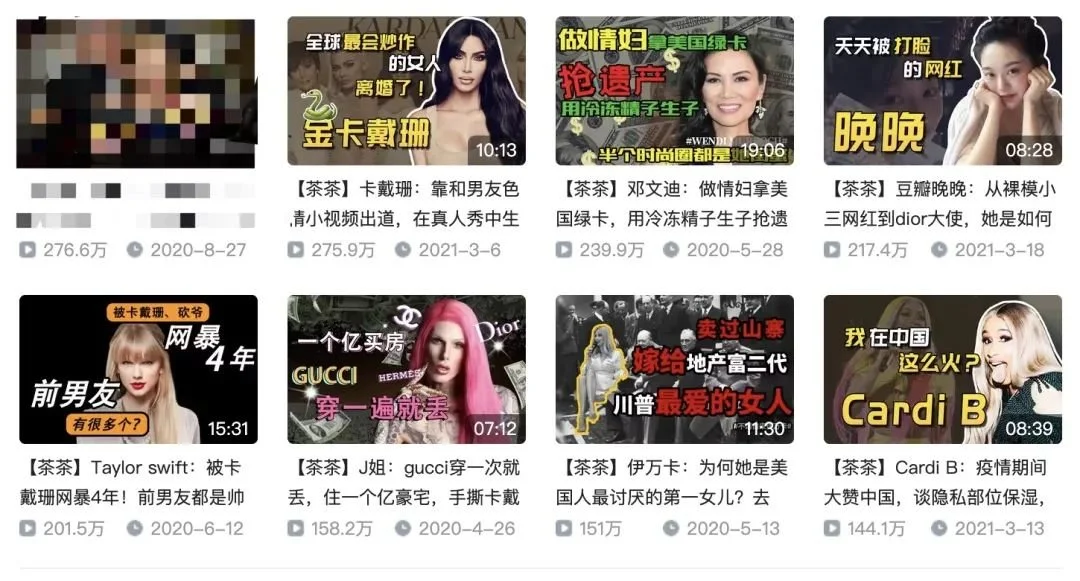 KARDASHIAN
全球最会炒作
的女人
离婚了！
金卡戴珊
10:13
做情妇拿美国绿卡
抢遗产
用冷冻精子生子
#WENDI
半个时尚圈都是
19:06
天天被打脸
的网红
晚晚
08:28
【茶茶】卡戴珊：靠和男友色
情小视频出道，在真人秀中生
【茶茶】邓文迪：做情妇拿美
国绿卡，用冷冻精子生子抢遗
【茶茶】豆瓣晚晚：从裸模小
三网红到dior大使，她是如何
276.6万 2020-8-27
275.9万 2021-3-6
239.9万 2020-5-28
217.4万 2021-3-18
被卡戴珊、砍爷
网暴
4年
前男友
有很多个？
15:31
一个亿买房
Dior
GUCCI
HERMES
穿一遍就丢
07:12
卖过山寨
嫁给地产富二代
川普最爱的女人
11:30
我在中国
这么火？
Cardi B
08:39
【茶茶】Taylor swift：被卡
戴珊网暴4年！前男友都是帅
【茶茶】J姐：gucci穿一次就
丢，住一个亿豪宅，手撕卡戴
【茶茶】伊万卡：为何她是美
国人最讨厌的第一女儿？去
【茶茶】Cardi B：疫情期间
大赞中国，谈隐私部位保湿，
201.5万 2020-6-12
158.2万 2020-4-26
151万 2020-5-13
144.1万 2021-3-13